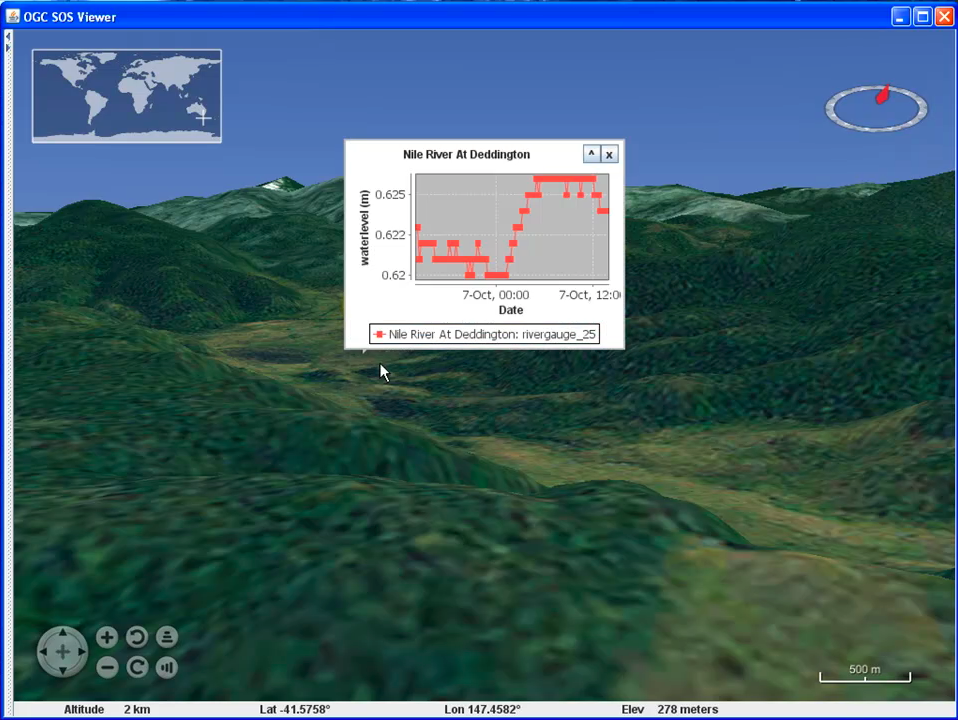 OGC SOS Viewer
Nile River At Deddington
^ x
waterlevel (m)
0.625
0.622
0.62
7-Oct, 00:00 7-Oct, 12:0
Date
Nile River At Deddington: rivergauge_25
500 m
Altitude 2 km Lat -41.5758° Lon 147.4582° Elev 278 meters